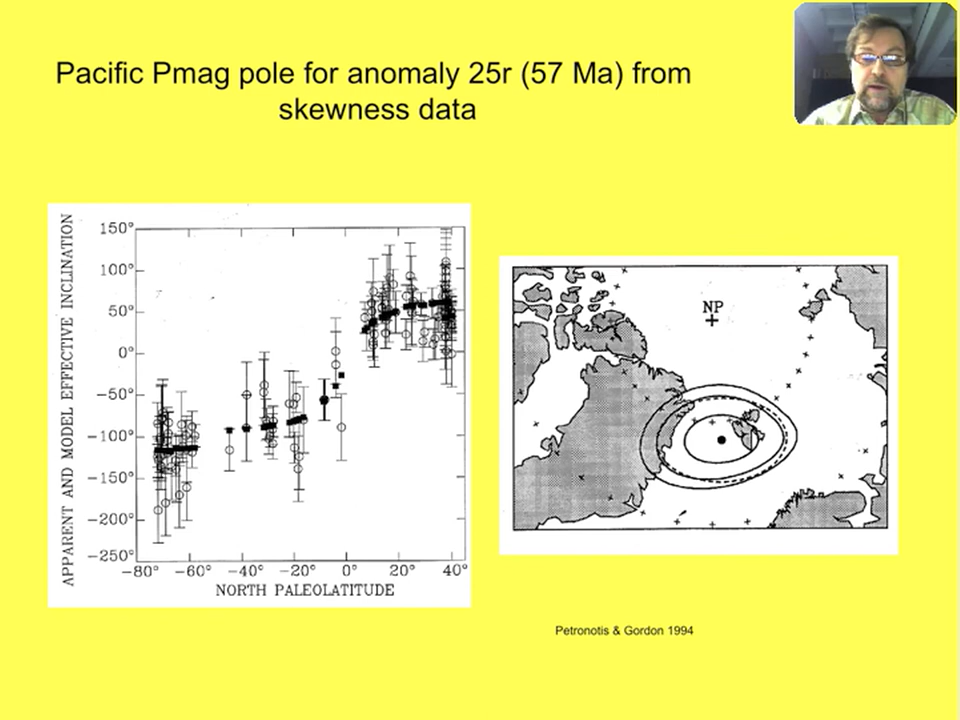 Pacific Pmag pole for anomaly 25r (57 Ma) from
skewness data
APPARENT AND MODEL EFFECTIVE INCLINATION
150°
100°
50°
0°
−50°
−100°
−150°
−200°
−250°
−80° −60° −40° −20° 0° 20° 40°
NORTH PALEOLATITUDE
NP
Petronotis & Gordon 1994